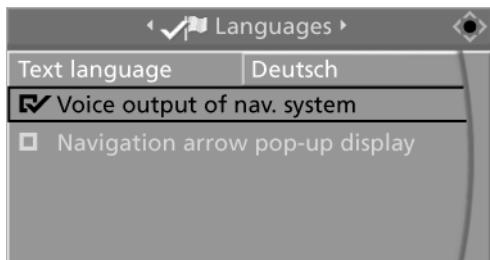 Languages
Text language Deutsch
Voice output of nav. system
Navigation arrow pop-up display